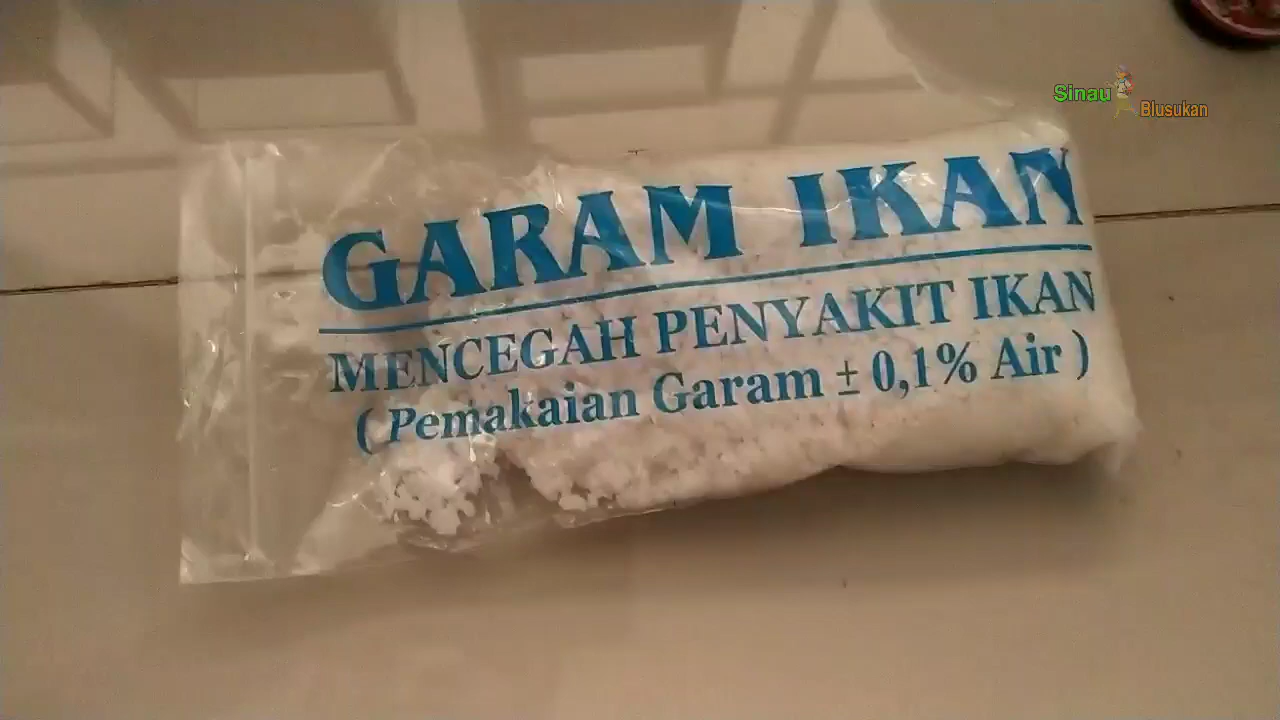 Sinau
Blusukan
GARAM IKAN
MENCEGAH PENYAKIT IKAN
( Pemakaian Garam ± 0,1% Air )